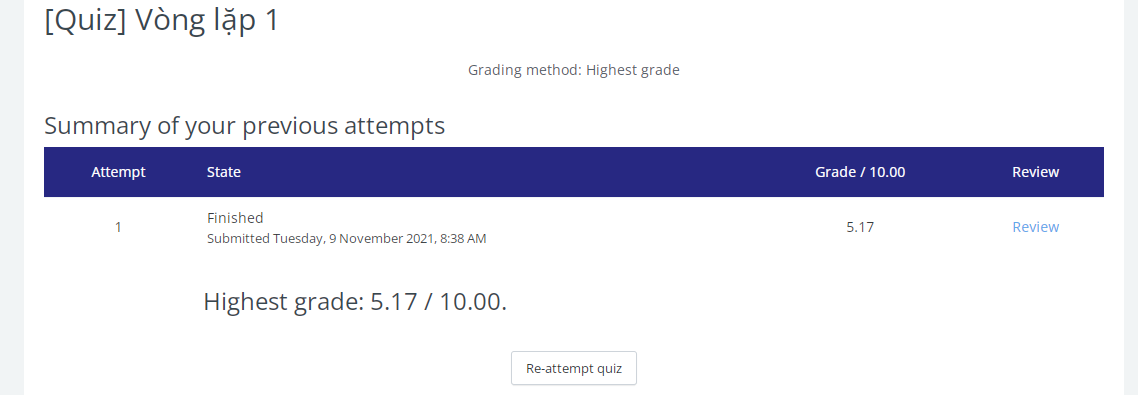 [Quiz] Vòng lặp 1
Grading method: Highest grade
Summary of your previous attempts
Attempt State Grade / 10.00 Review
1 Finished 5.17 Review
Submitted Tuesday, 9 November 2021, 8:38 AM
Highest grade: 5.17 / 10.00.
Re-attempt quiz